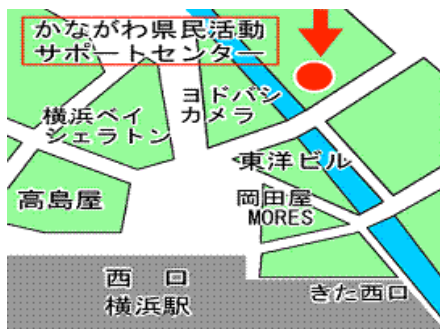 かながわ県民活動
サポートセンター
ヨドバシ
カメラ
横浜ベイ
シェラトン
東洋ビル
高島屋
岡田屋
MORES
西 口
横浜駅
きた西口